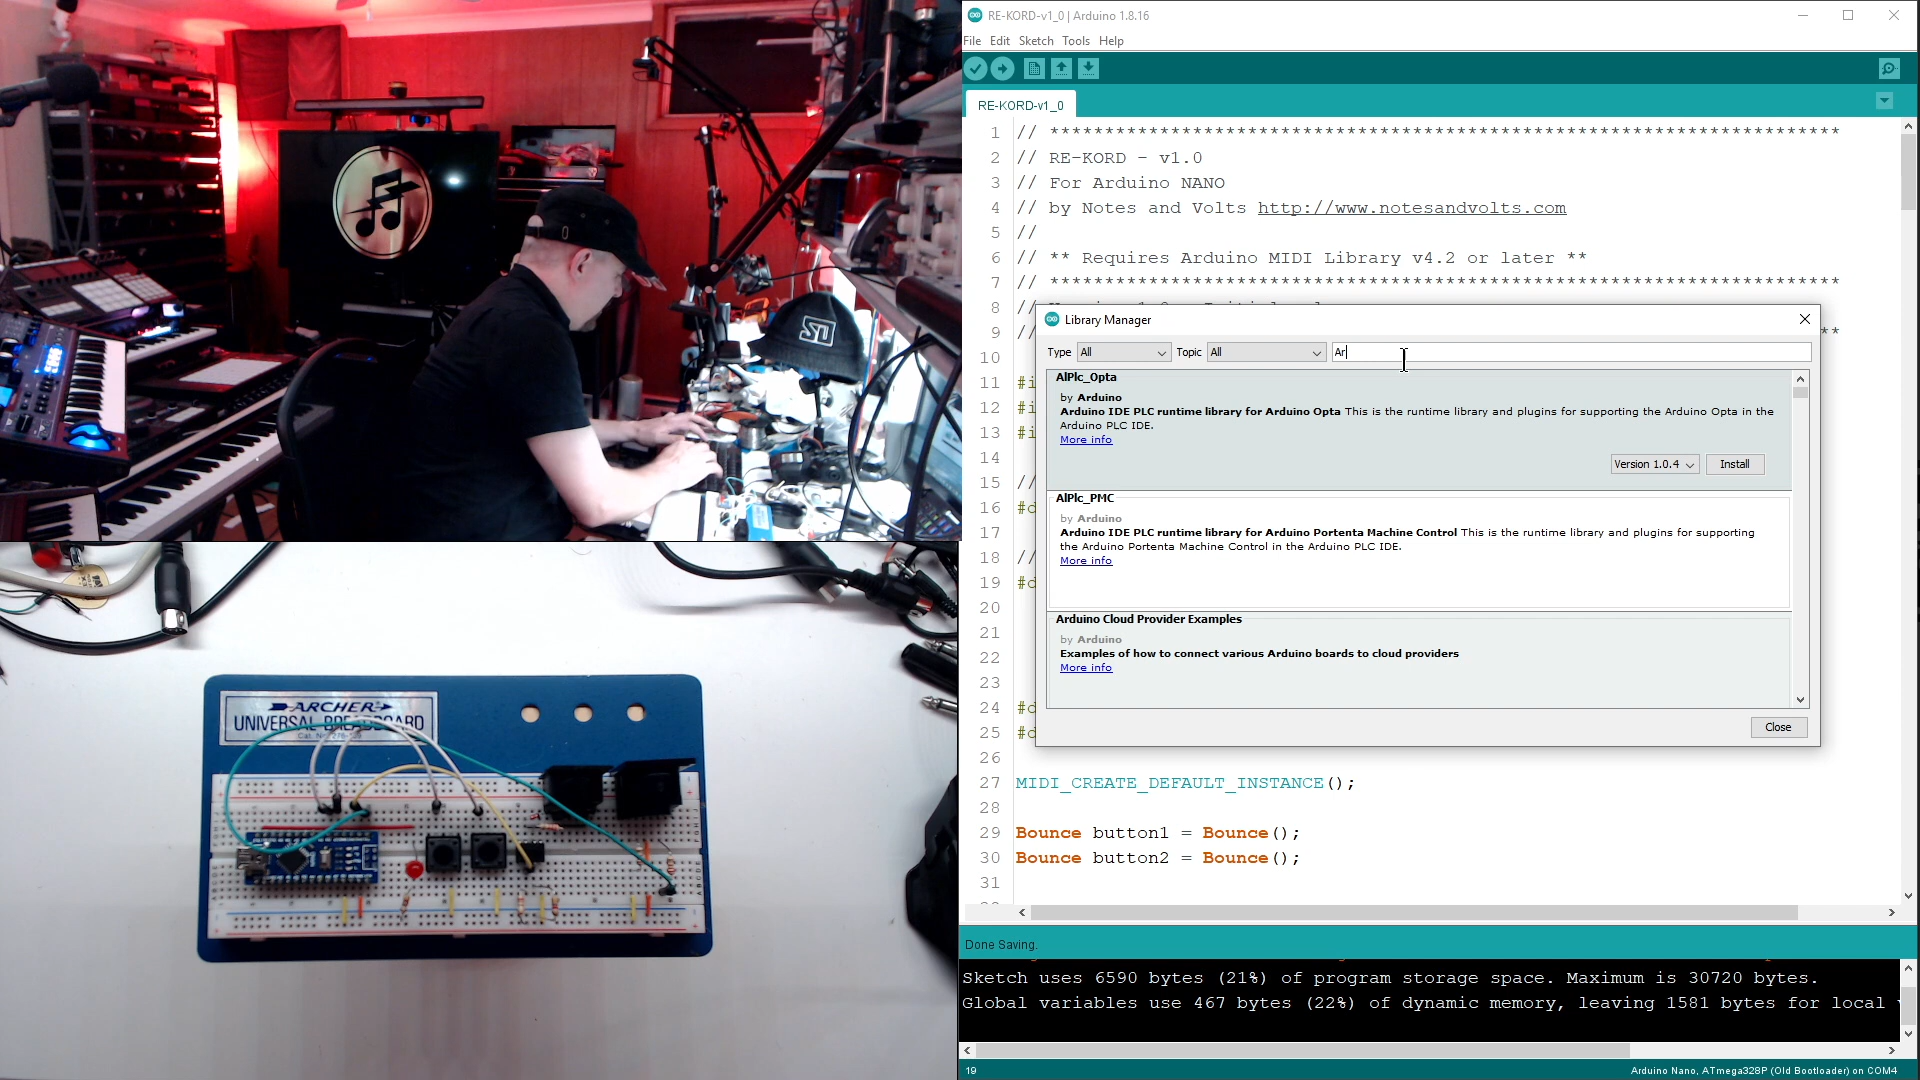 RE-KORD-v1_0 | Arduino 1.8.16
File Edit Sketch Tools Help
RE-KORD-v1_0
1 // ************************************************************************
2 // RE-KORD - v1.0
3 // For Arduino NANO
4 // by Notes and Volts http://www.notesandvolts.com
5 //
6 // ** Requires Arduino MIDI Library v4.2 or later **
7 // ************************************************************************
8 //
9 // **
10
11 #i
12 #i
13 #i
14
15 //
16 #d
17
18 //
19 #d
20
21
22
23
24 #d
25 #d
26
27 MIDI_CREATE_DEFAULT_INSTANCE();
28
29 Bounce button1 = Bounce();
30 Bounce button2 = Bounce();
31
Library Manager
Type All Topic All Ar
AlPlc_Opta
by Arduino
Arduino IDE PLC runtime library for Arduino Opta This is the runtime library and plugins for supporting the Arduino Opta in the
Arduino PLC IDE.
More info
Version 1.0.4 Install
AlPlc_PMC
by Arduino
Arduino IDE PLC runtime library for Arduino Portenta Machine Control This is the runtime library and plugins for supporting
the Arduino Portenta Machine Control in the Arduino PLC IDE.
More info
Arduino Cloud Provider Examples
by Arduino
Examples of how to connect various Arduino boards to cloud providers
More info
Close
Done Saving.
Sketch uses 6590 bytes (21%) of program storage space. Maximum is 30720 bytes.
Global variables use 467 bytes (22%) of dynamic memory, leaving 1581 bytes for local
19
Arduino Nano, ATmega328P (Old Bootloader) on COM4
ARCHER
UNIVERSAL BREADBOARD